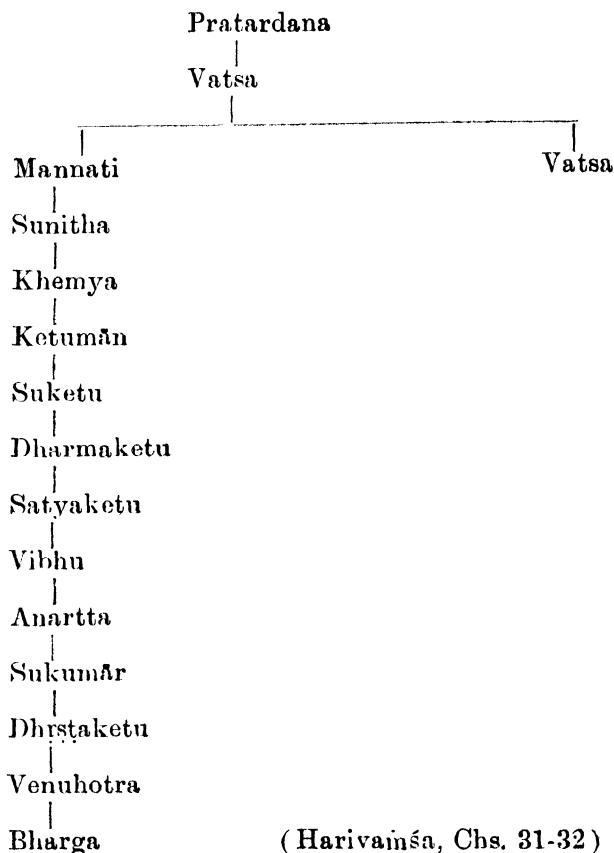 Pratardana
Vatsa
Mannati Vatsa
Sunitha
Khemya
Ketumān
Suketu
Dharmaketu
Satyaketu
Vibhu
Anartta
Sukumār
Dhṛṣṭaketu
Venuhotra
Bharga (Harivaṁśa, Chs. 31-32)